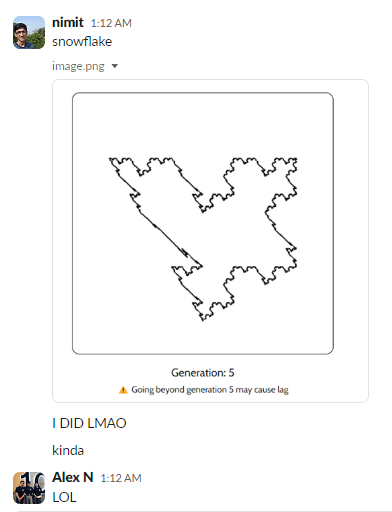 nimit 1:12 AM
snowflake
image.png
Generation: 5
Going beyond generation 5 may cause lag
I DID LMAO
kinda
Alex N 1:12 AM
LOL